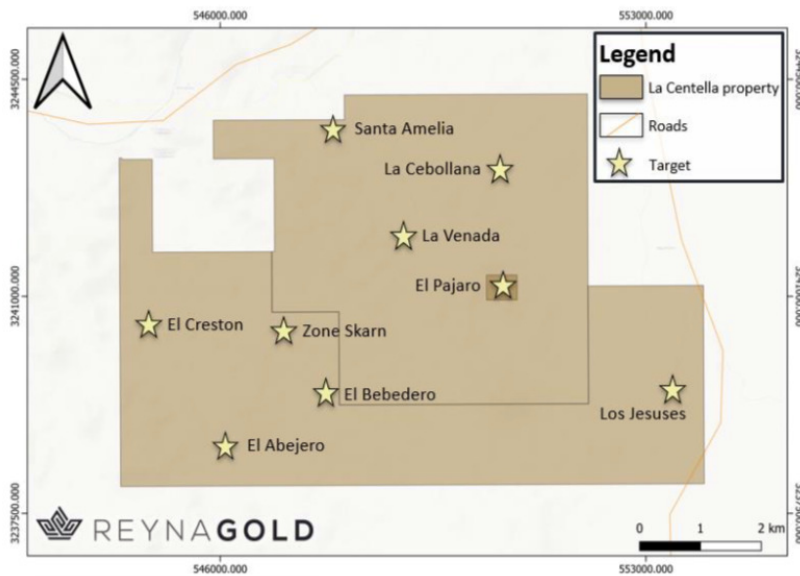 546000.000
553000.000
3244500.000
Legend
La Centella property
Roads
Target
Santa Amelia
La Cebollana
La Venada
El Pajaro
3241000.000
El Creston
Zone Skarn
El Bebedero
Los Jesuses
El Abejero
3237500.000
REYNAGOLD
0 1 2 km
546000.000
553000.000